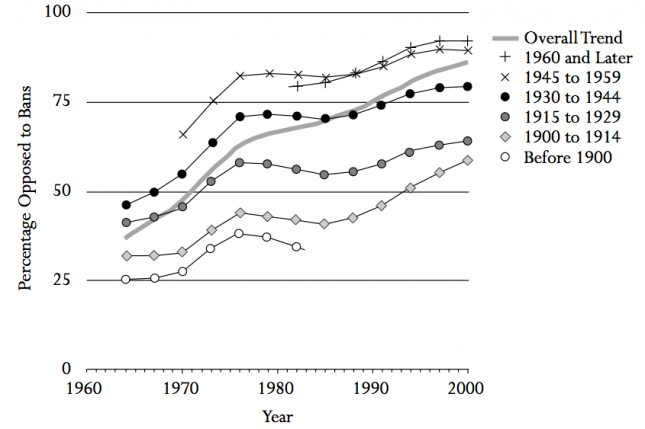 100
75
50
25
0
Percentage Opposed to Bans
1960
1970
1980
1990
2000
Year
Overall Trend
1960 and Later
1945 to 1959
1930 to 1944
1915 to 1929
1900 to 1914
Before 1900